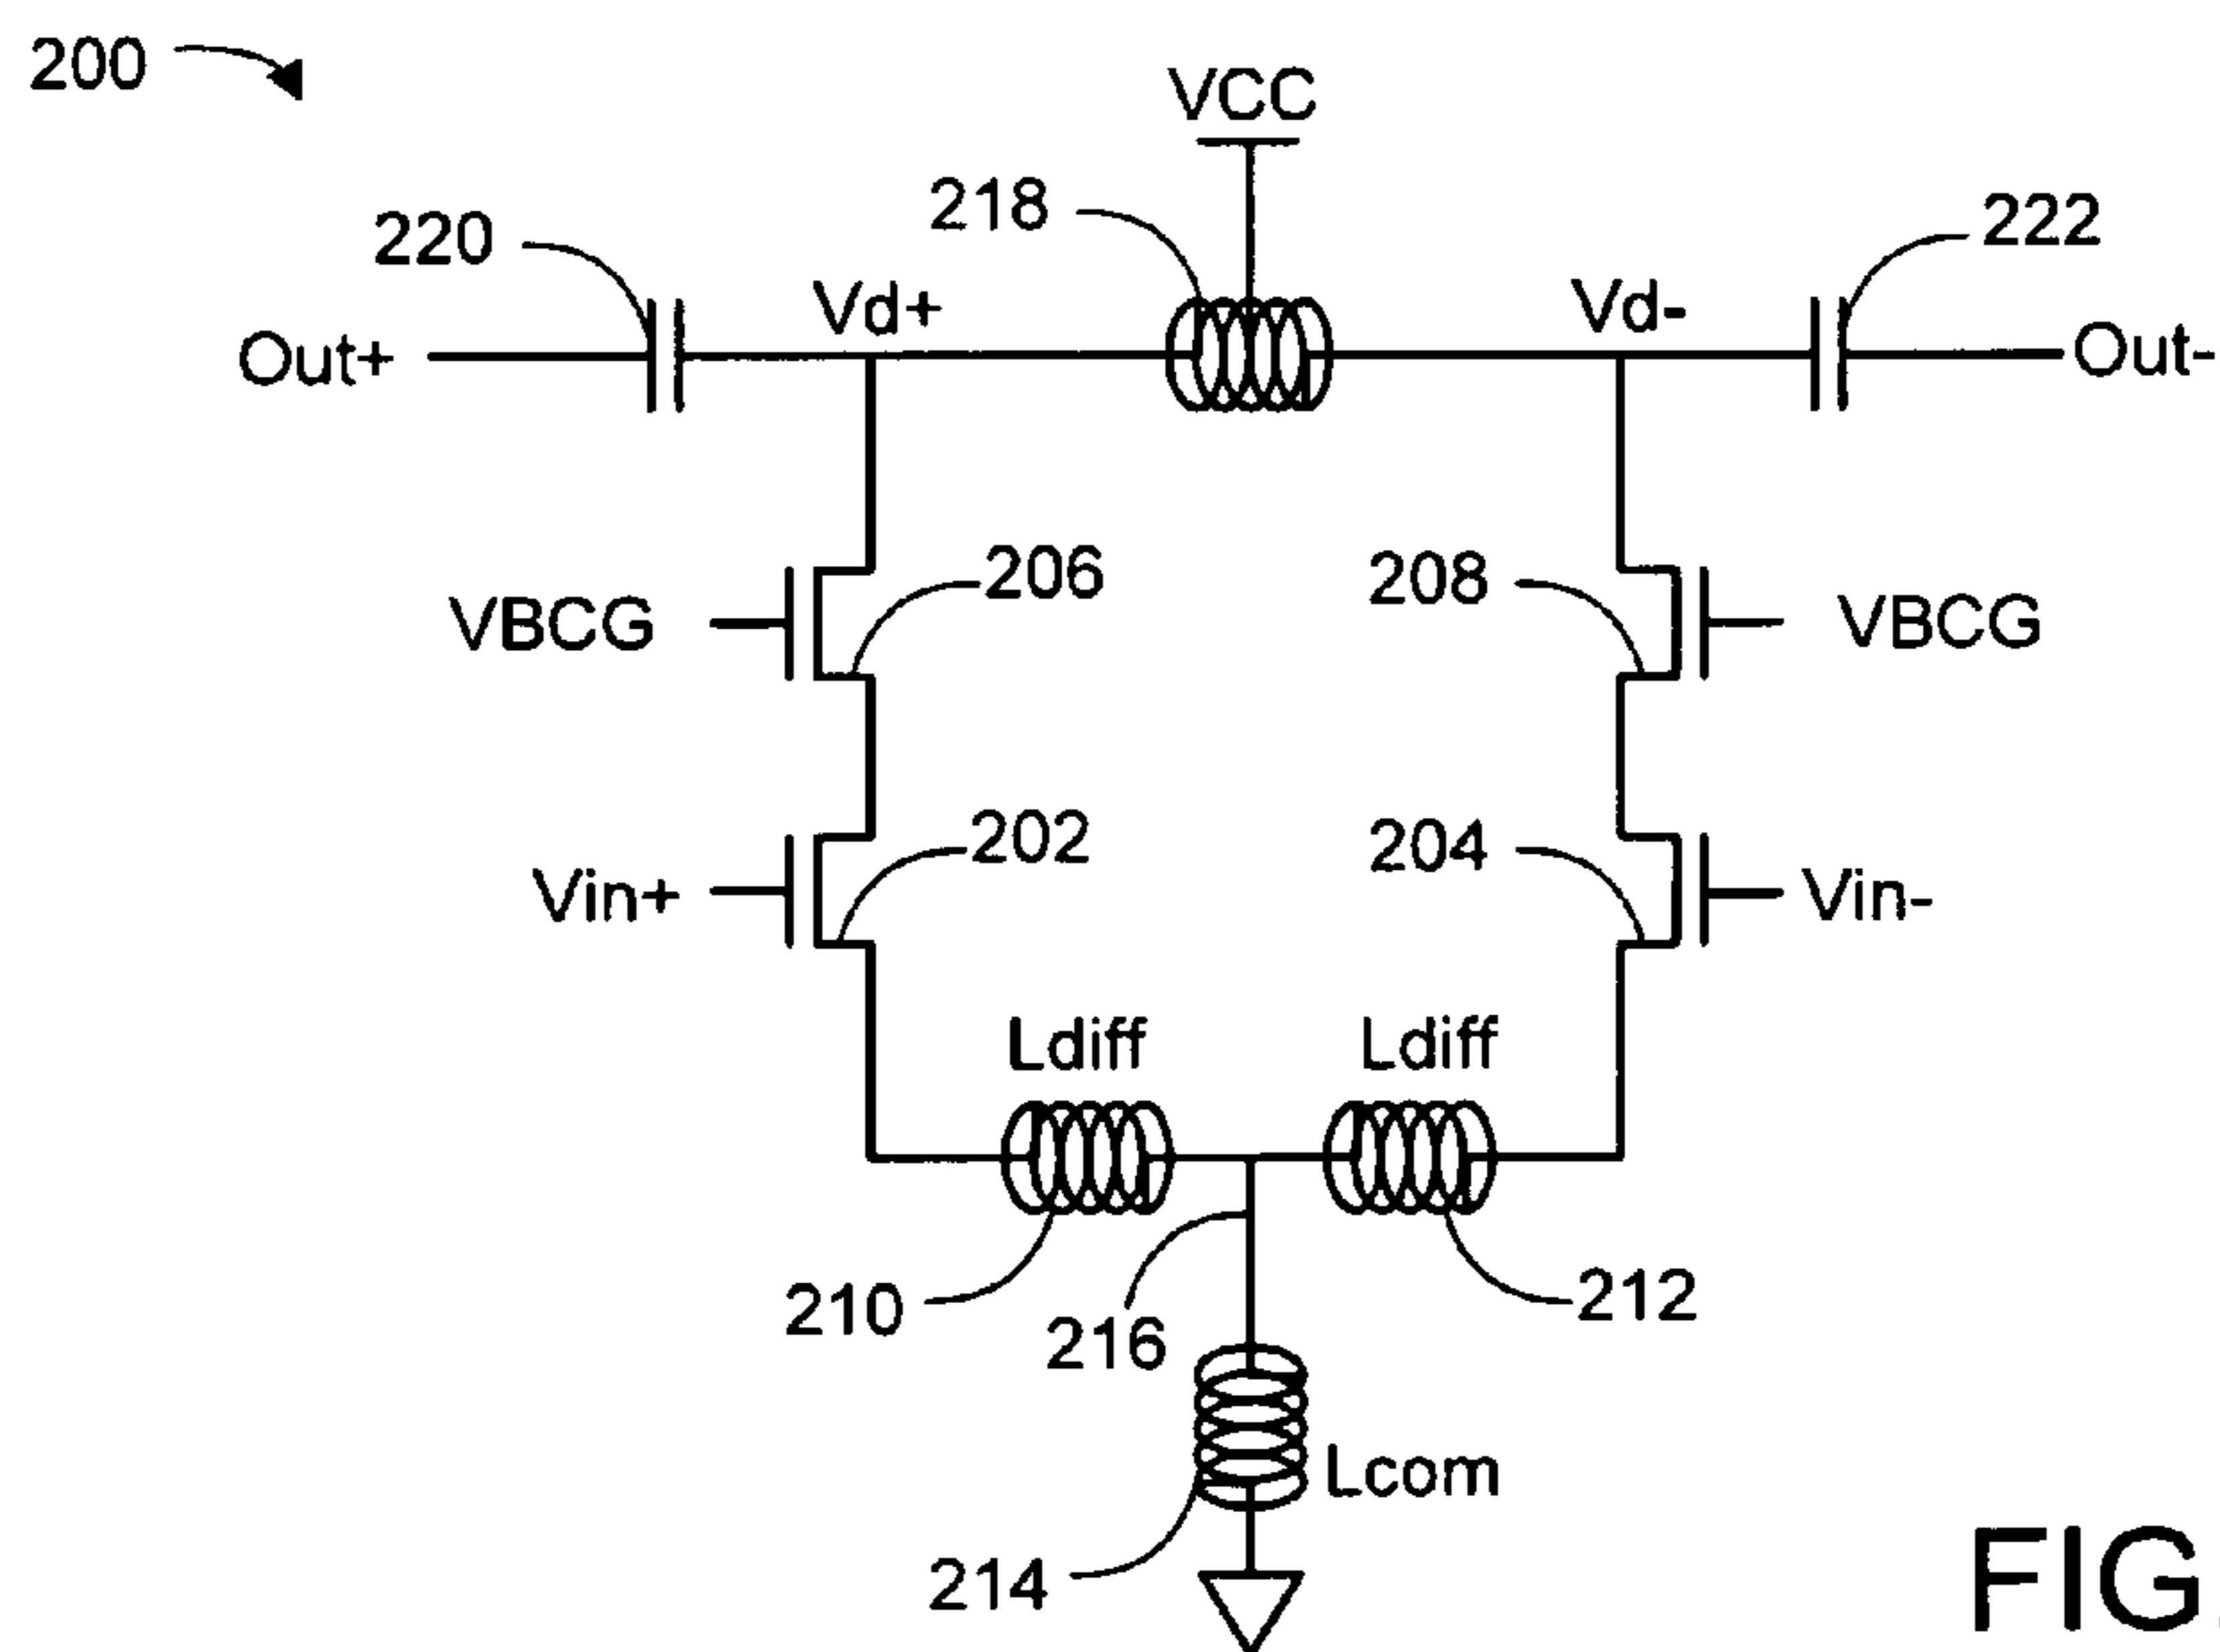 200
VCC
218
220
222
Vd+
Vd-
Out+
Out-
206
208
VBCG
VBCG
202
204
Vin+
Vin-
Ldiff
Ldiff
210
216
212
Lcom
214
FIG.